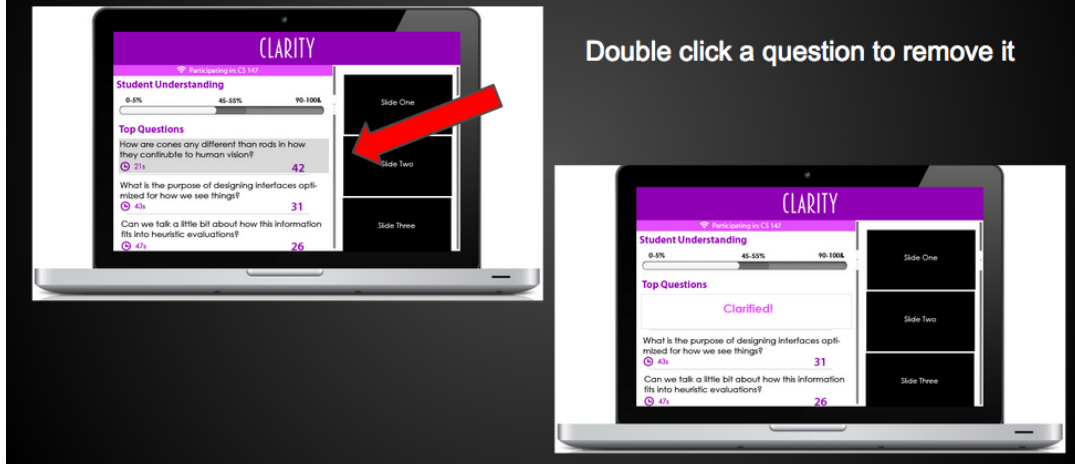 CLARITY
Participating in: CS 147
Student Understanding
0-5% 45-55% 90-100&
Top Questions
How are cones any different than rods in how
they contirubte to human vision?
21s 42
What is the purpose of designing interfaces opti-
mized for how we see things?
43s 31
Can we talk a little bit about how this information
fits into heuristic evaluations?
47s 26
Slide One
Slide Two
Slide Three
Double click a question to remove it
CLARITY
Participating in: CS 147
Student Understanding
0-5% 45-55% 90-100&
Top Questions
Clarified!
What is the purpose of designing interfaces opti-
mized for how we see things?
43s 31
Can we talk a little bit about how this information
fits into heuristic evaluations?
47s 26
Slide One
Slide Two
Slide Three